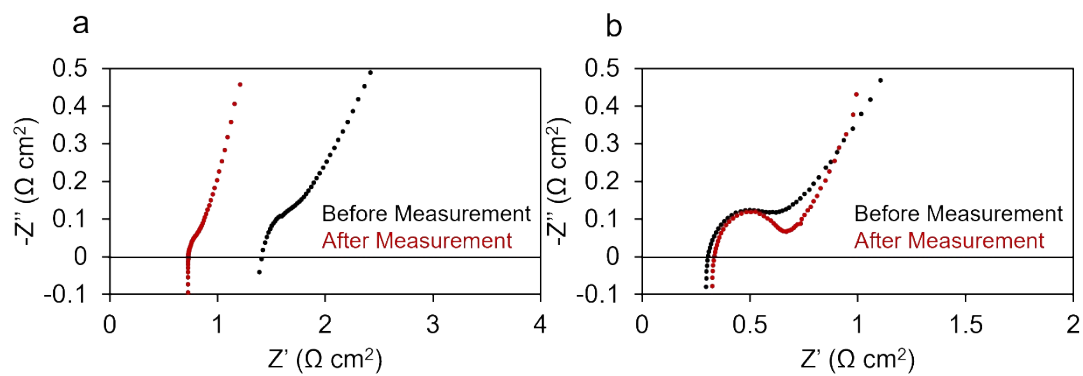 a
0.5
0.4
0.3
0.2
0.1
0
-0.1
-Z" (Ω cm²)
Before Measurement
After Measurement
0 1 2 3 4
Z' (Ω cm²)
b
0.5
0.4
0.3
0.2
0.1
0
-0.1
-Z" (Ω cm²)
Before Measurement
After Measurement
0 0.5 1 1.5 2
Z' (Ω cm²)